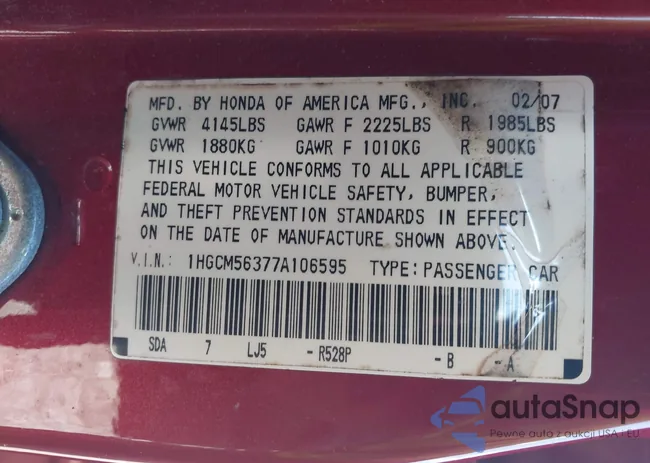 MFD. BY HONDA OF AMERICA MFG., INC. 02/07
GVWR 4145LBS GAWR F 2225LBS R 1985LBS
GVWR 1880KG GAWR F 1010KG R 900KG
THIS VEHICLE CONFORMS TO ALL APPLICABLE
FEDERAL MOTOR VEHICLE SAFETY, BUMPER,
AND THEFT PREVENTION STANDARDS IN EFFECT
ON THE DATE OF MANUFACTURE SHOWN ABOVE.
V.I.N.: 1HGCM56377A106595 TYPE: PASSENGER CAR
SDA 7 LJ5 - R528P - B - A
autaSnap
Pewne auta z aukcji USA i EU